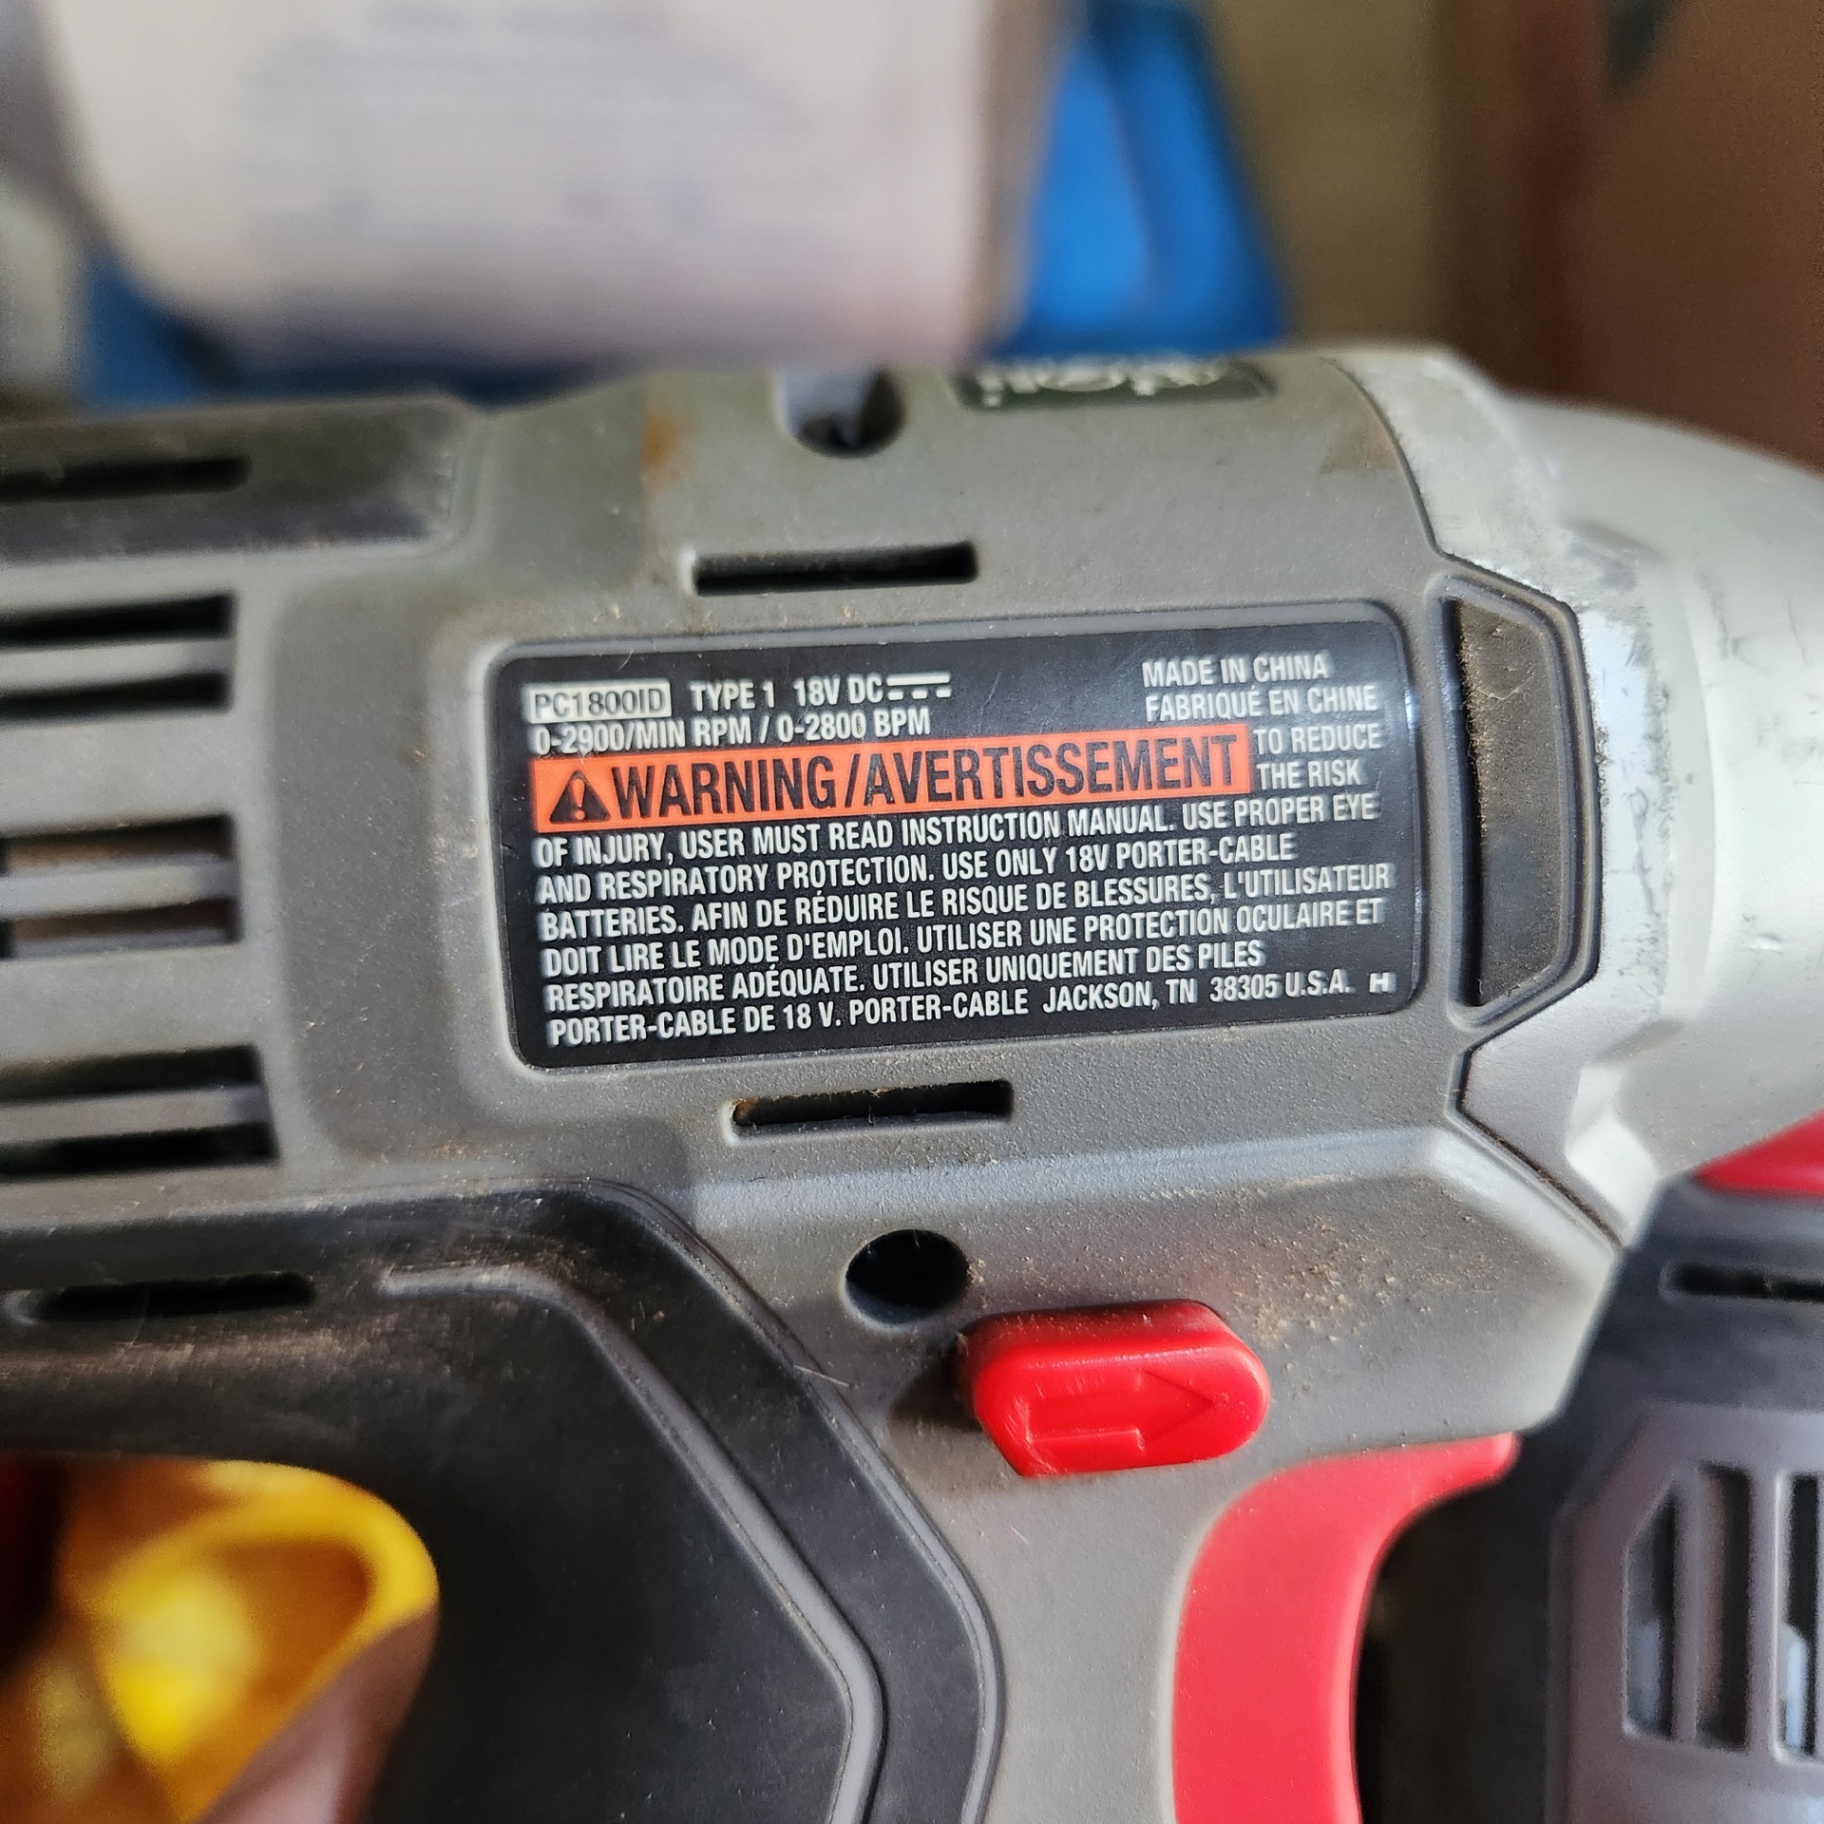 PC1800ID TYPE 1 18V DC
MADE IN CHINA
0-2900/MIN RPM / 0-2800 BPM
FABRIQUÉ EN CHINE
WARNING/AVERTISSEMENT TO REDUCE
THE RISK
OF INJURY, USER MUST READ INSTRUCTION MANUAL. USE PROPER EYE
AND RESPIRATORY PROTECTION. USE ONLY 18V PORTER-CABLE
BATTERIES. AFIN DE RÉDUIRE LE RISQUE DE BLESSURES, L'UTILISATEUR
DOIT LIRE LE MODE D'EMPLOI. UTILISER UNE PROTECTION OCULAIRE ET
RESPIRATOIRE ADÉQUATE. UTILISER UNIQUEMENT DES PILES
PORTER-CABLE DE 18 V. PORTER-CABLE JACKSON, TN 38305 U.S.A. H